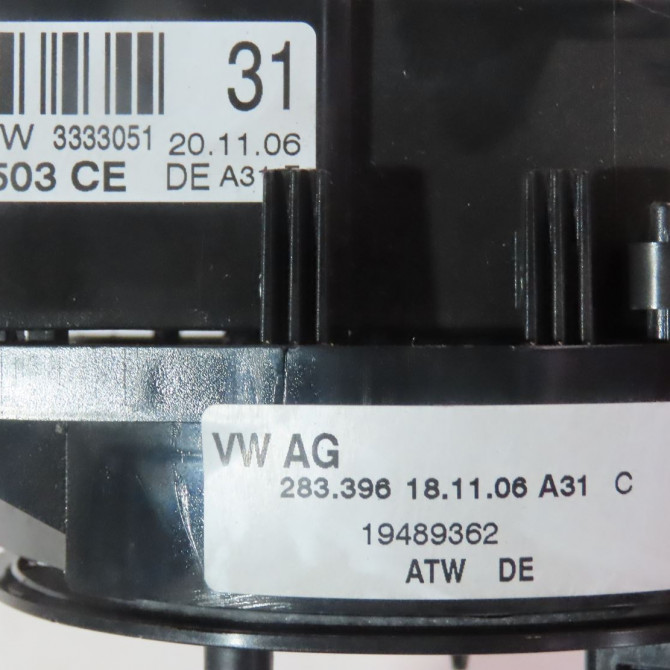 31
W 3333051 20.11.06
503 CE DE A31
VW AG
283.396 18.11.06 A31 C
19489362
ATW DE